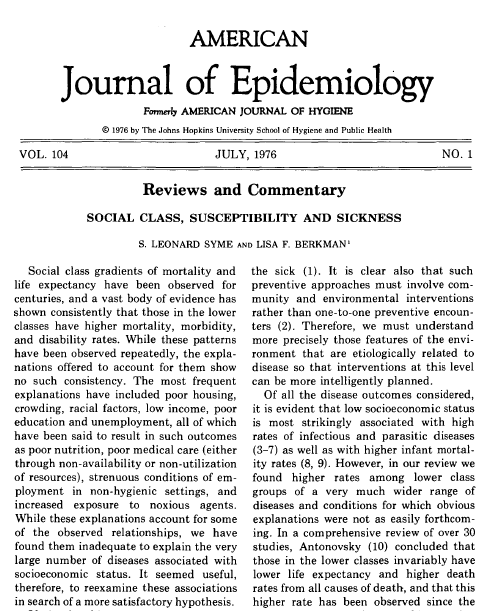 AMERICAN
Journal of Epidemiology
Formerly AMERICAN JOURNAL OF HYGIENE
© 1976 by The Johns Hopkins University School of Hygiene and Public Health
VOL. 104 JULY, 1976 NO. 1
Reviews and Commentary
SOCIAL CLASS, SUSCEPTIBILITY AND SICKNESS
S. LEONARD SYME AND LISA F. BERKMAN¹
Social class gradients of mortality and
life expectancy have been observed for
centuries, and a vast body of evidence has
shown consistently that those in the lower
classes have higher mortality, morbidity,
and disability rates. While these patterns
have been observed repeatedly, the expla-
nations offered to account for them show
no such consistency. The most frequent
explanations have included poor housing,
crowding, racial factors, low income, poor
education and unemployment, all of which
have been said to result in such outcomes
as poor nutrition, poor medical care (either
through non-availability or non-utilization
of resources), strenuous conditions of em-
ployment in non-hygienic settings, and
increased exposure to noxious agents.
While these explanations account for some
of the observed relationships, we have
found them inadequate to explain the very
large number of diseases associated with
socioeconomic status. It seemed useful,
therefore, to reexamine these associations
in search of a more satisfactory hypothesis.
the sick (1). It is clear also that such
preventive approaches must involve com-
munity and environmental interventions
rather than one-to-one preventive encoun-
ters (2). Therefore, we must understand
more precisely those features of the envi-
ronment that are etiologically related to
disease so that interventions at this level
can be more intelligently planned.
Of all the disease outcomes considered,
it is evident that low socioeconomic status
is most strikingly associated with high
rates of infectious and parasitic diseases
(3-7) as well as with higher infant mortal-
ity rates (8, 9). However, in our review we
found higher rates among lower class
groups of a very much wider range of
diseases and conditions for which obvious
explanations were not as easily forthcom-
ing. In a comprehensive review of over 30
studies, Antonovsky (10) concluded that
those in the lower classes invariably have
lower life expectancy and higher death
rates from all causes of death, and that this
higher rate has been observed since the